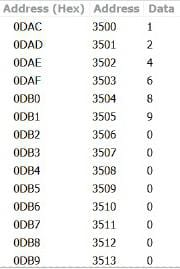 Address (Hex) Address Data
0DAC 3500 1
0DAD 3501 2
0DAE 3502 4
0DAF 3503 6
0DB0 3504 8
0DB1 3505 9
0DB2 3506 0
0DB3 3507 0
0DB4 3508 0
0DB5 3509 0
0DB6 3510 0
0DB7 3511 0
0DB8 3512 0
0DB9 3513 0